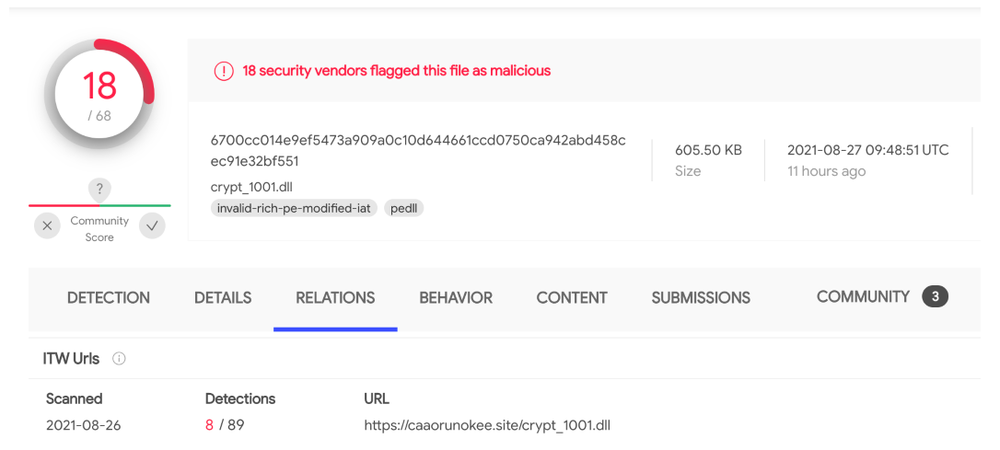 18
/ 68
?
Community
Score
18 security vendors flagged this file as malicious
6700cc014e9ef5473a909a0c10d644661ccd0750ca942abd458c
ec91e32bf551
crypt_1001.dll
invalid-rich-pe-modified-iat pedll
605.50 KB
Size
2021-08-27 09:48:51 UTC
11 hours ago
DETECTION DETAILS RELATIONS BEHAVIOR CONTENT SUBMISSIONS COMMUNITY 3
ITW Urls
Scanned Detections URL
2021-08-26 8 / 89 https://caaorunokee.site/crypt_1001.dll